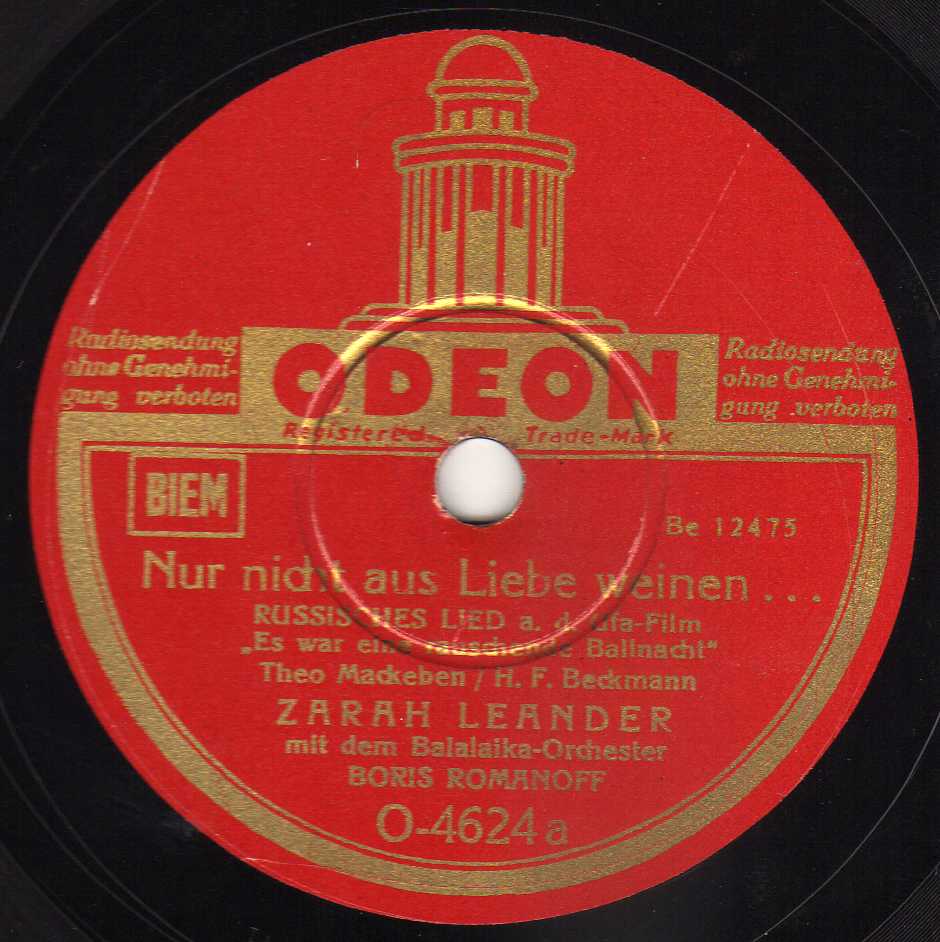 Radiosendung
ohne Genehmi-
gung verboten
ODEON
Registered Trade-Mark
Radiosendung
ohne Genehmi-
gung verboten
BIEM
Be 12475
Nur nicht aus Liebe weinen...
RUSSISCHES LIED a. d. Ufa-Film
„Es war eine rauschende Ballnacht"
Theo Mackeben / H. F. Beckmann
ZARAH LEANDER
mit dem Balalaika-Orchester
BORIS ROMANOFF
O-4624a